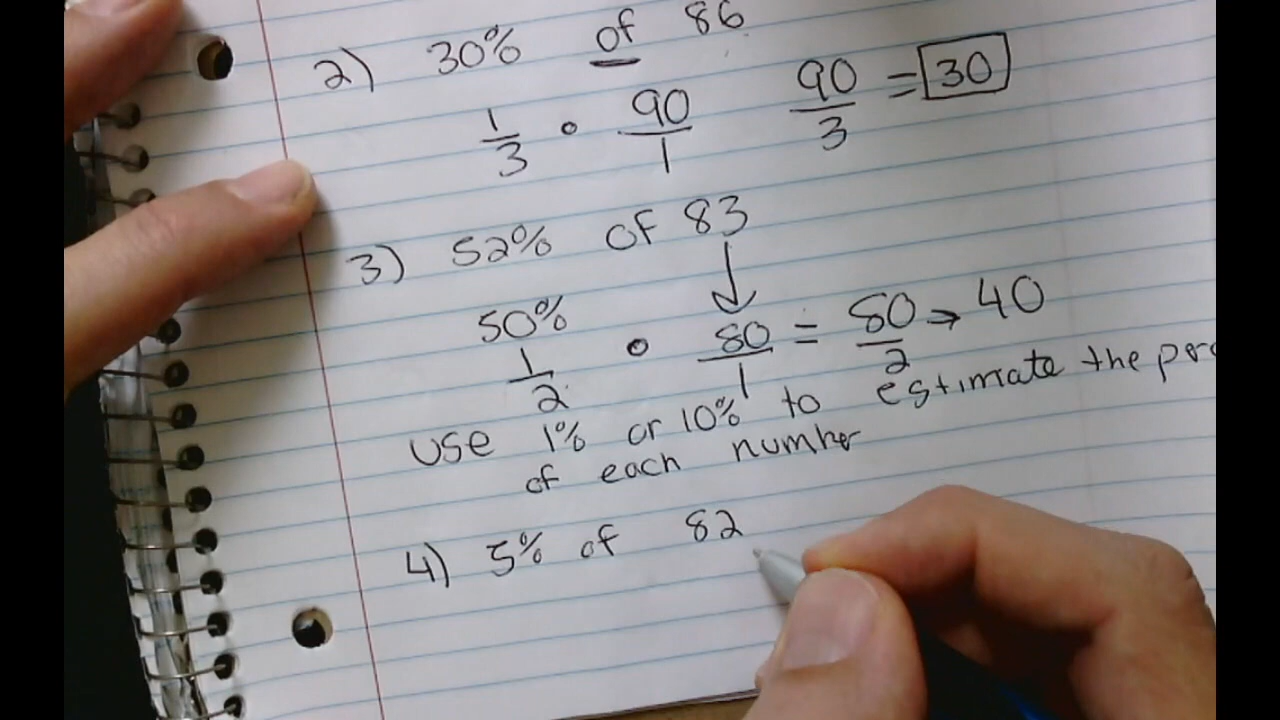 2) 30% of 86
1/3 • 90/1 90/3 = 30
3) 52% of 83
50%
1/2 • 80/1 = 80/2 → 40
use 1% or 10% to estimate the
of each number
4) 5% of 82